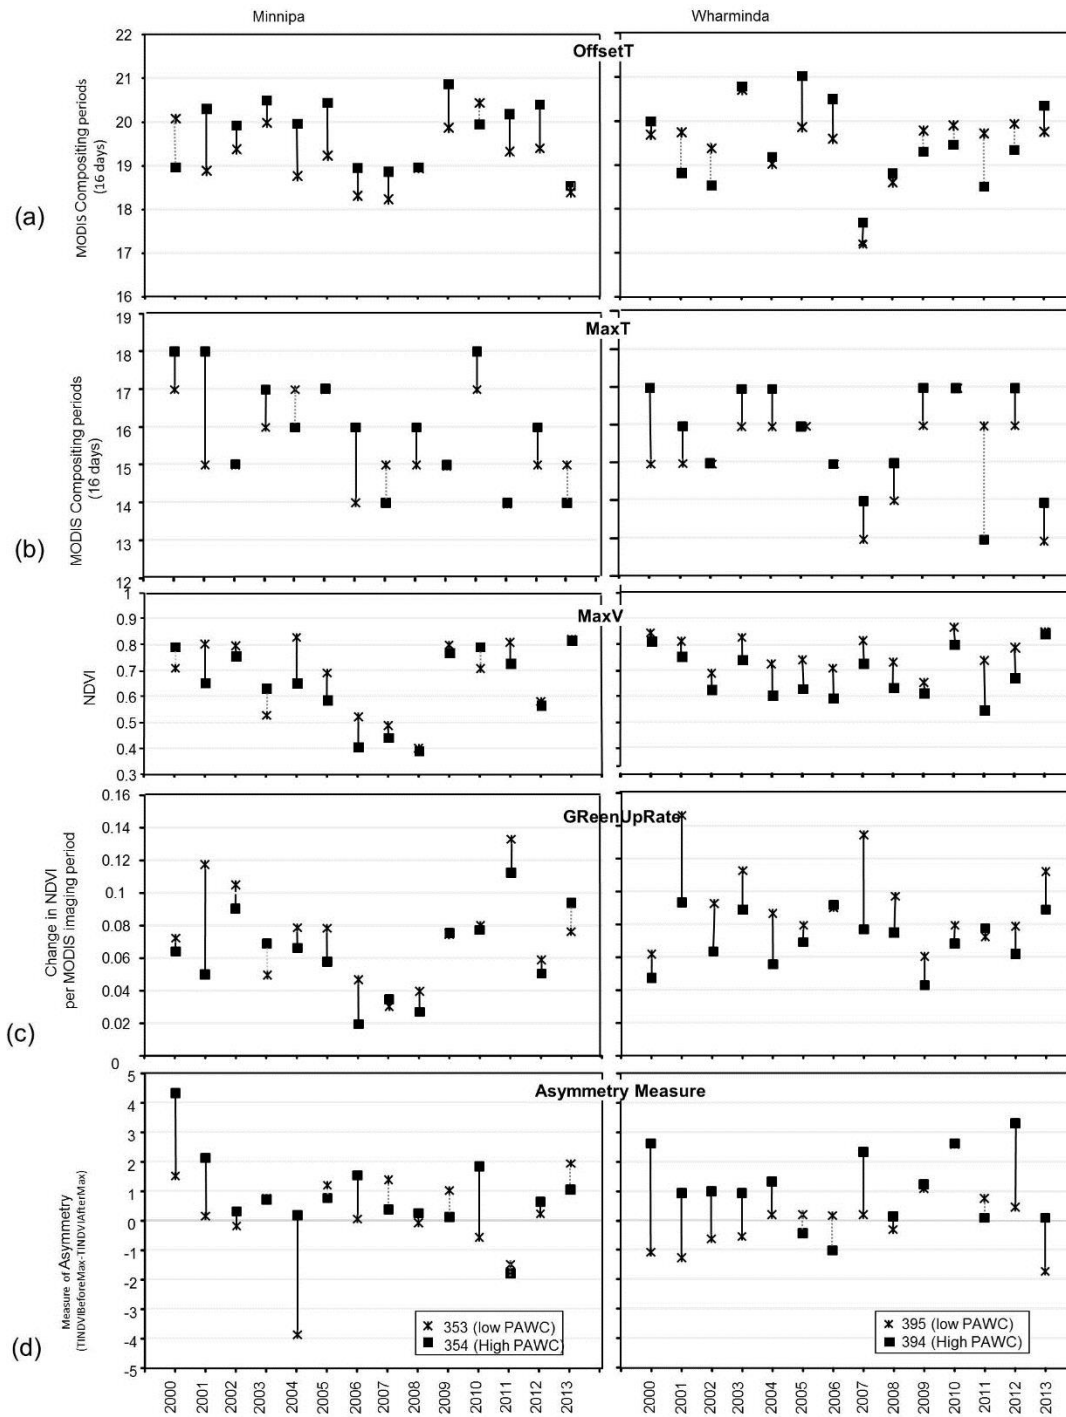 Minnipa Wharminda
OffsetT
22
21
20
19
18
17
16
MODIS Compositing periods
(16 days)
(a)
MaxT
19
18
17
16
15
14
13
12
MODIS Compositing periods
(16 days)
(b)
MaxV
1
0.9
0.8
0.7
0.6
0.5
0.4
0.3
NDVI
GReenUpRate
0.16
0.14
0.12
0.1
0.08
0.06
0.04
0.02
0
Change in NDVI
per MODIS imaging period
(c)
Asymmetry Measure
5
4
3
2
1
0
-1
-2
-3
-4
-5
Measure of Asymmetry
(TINDVIBeforeMax-TINDVIAfterMax)
(d)
353 (low PAWC)
354 (High PAWC)
395 (low PAWC)
394 (High PAWC)
2000 2001 2002 2003 2004 2005 2006 2007 2008 2009 2010 2011 2012 2013
2000 2001 2002 2003 2004 2005 2006 2007 2008 2009 2010 2011 2012 2013